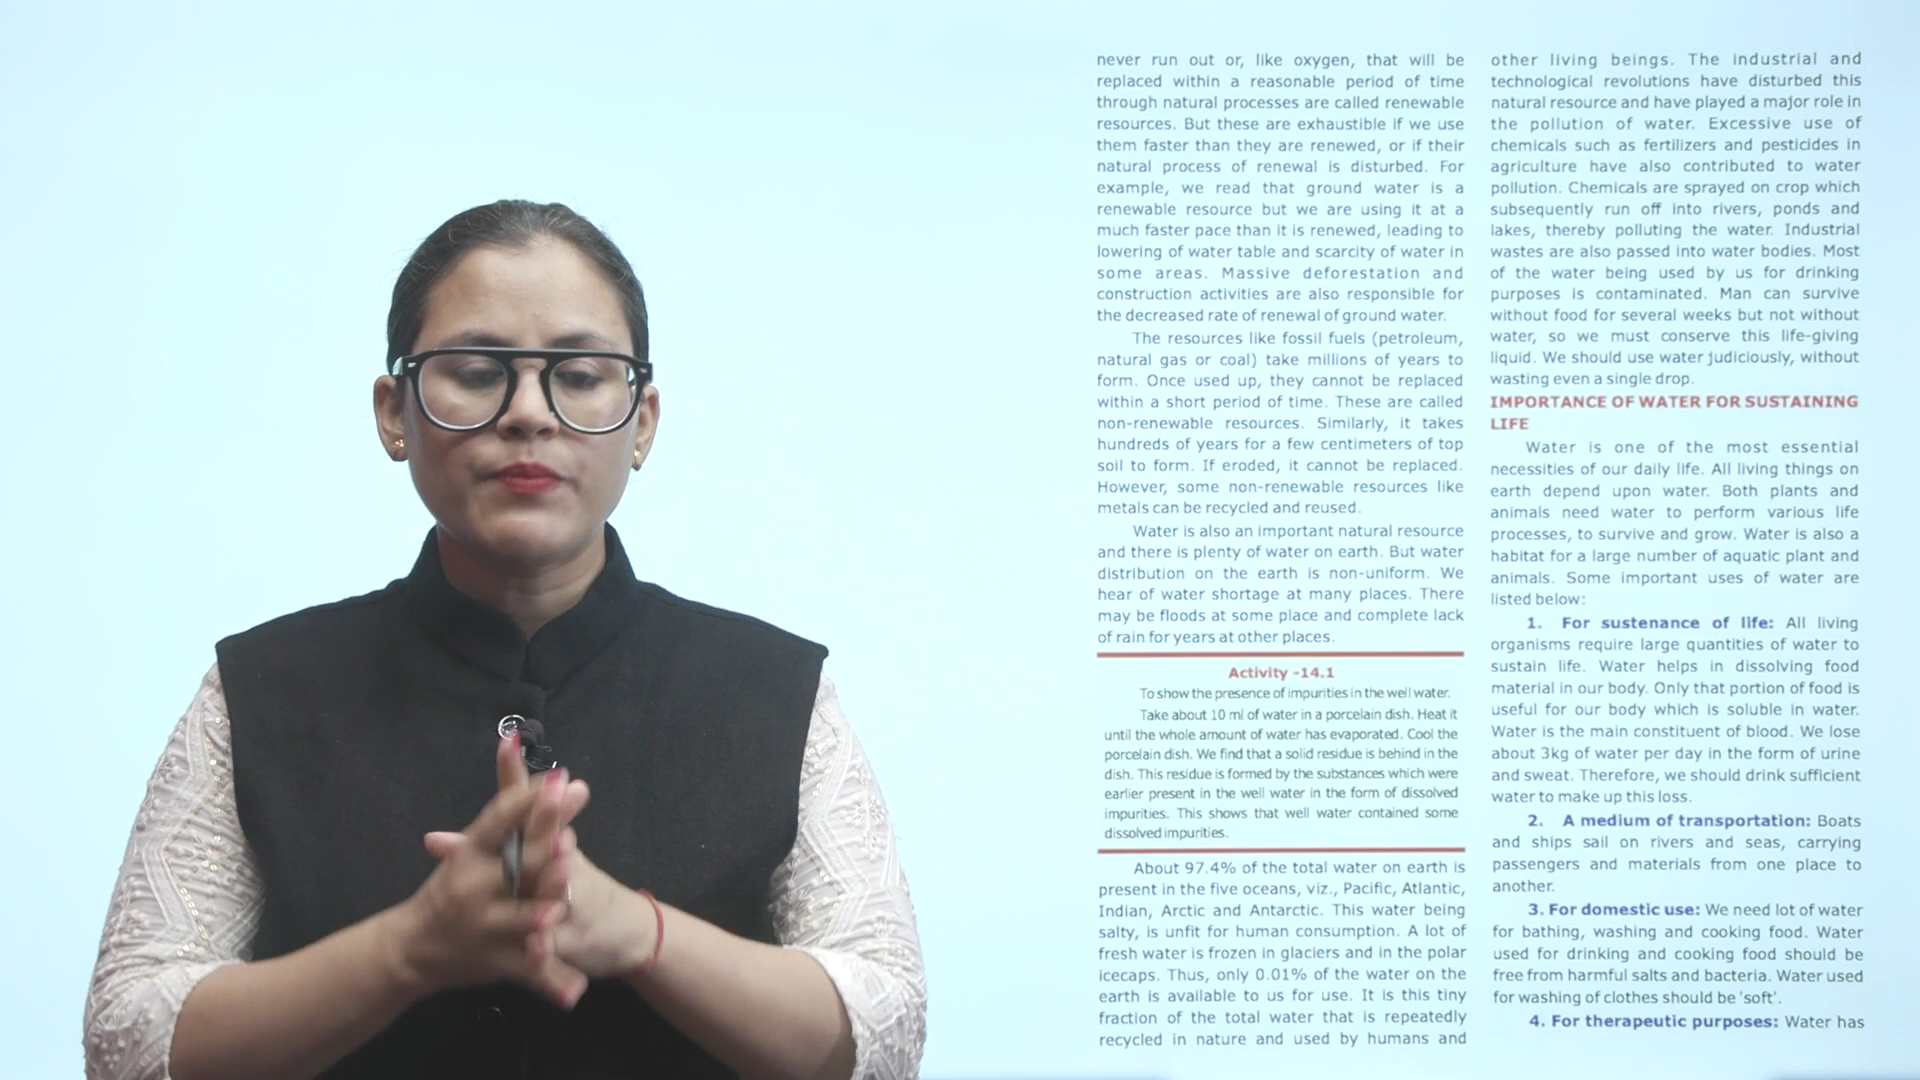 never run out or, like oxygen, that will be
replaced within a reasonable period of time
through natural processes are called renewable
resources. But these are exhaustible if we use
them faster than they are renewed, or if their
natural process of renewal is disturbed. For
example, we read that ground water is a
renewable resource but we are using it at a
much faster pace than it is renewed, leading to
lowering of water table and scarcity of water in
some areas. Massive deforestation and
construction activities are also responsible for
the decreased rate of renewal of ground water.
The resources like fossil fuels (petroleum,
natural gas or coal) take millions of years to
form. Once used up, they cannot be replaced
within a short period of time. These are called
non-renewable resources. Similarly, it takes
hundreds of years for a few centimeters of top
soil to form. If eroded, it cannot be replaced.
However, some non-renewable resources like
metals can be recycled and reused.
Water is also an important natural resource
and there is plenty of water on earth. But water
distribution on the earth is non-uniform. We
hear of water shortage at many places. There
may be floods at some place and complete lack
of rain for years at other places.
Activity -14.1
To show the presence of impurities in the well water.
Take about 10 ml of water in a porcelain dish. Heat it
until the whole amount of water has evaporated. Cool the
porcelain dish. We find that a solid residue is behind in the
dish. This residue is formed by the substances which were
earlier present in the well water in the form of dissolved
impurities. This shows that well water contained some
dissolved impurities.
About 97.4% of the total water on earth is
present in the five oceans, viz., Pacific, Atlantic,
Indian, Arctic and Antarctic. This water being
salty, is unfit for human consumption. A lot of
fresh water is frozen in glaciers and in the polar
icecaps. Thus, only 0.01% of the water on the
earth is available to us for use. It is this tiny
fraction of the total water that is repeatedly
recycled in nature and used by humans and
other living beings. The industrial and
technological revolutions have disturbed this
natural resource and have played a major role in
the pollution of water. Excessive use of
chemicals such as fertilizers and pesticides in
agriculture have also contributed to water
pollution. Chemicals are sprayed on crop which
subsequently run off into rivers, ponds and
lakes, thereby polluting the water. Industrial
wastes are also passed into water bodies. Most
of the water being used by us for drinking
purposes is contaminated. Man can survive
without food for several weeks but not without
water, so we must conserve this life-giving
liquid. We should use water judiciously, without
wasting even a single drop.
IMPORTANCE OF WATER FOR SUSTAINING
LIFE
Water is one of the most essential
necessities of our daily life. All living things on
earth depend upon water. Both plants and
animals need water to perform various life
processes, to survive and grow. Water is also a
habitat for a large number of aquatic plant and
animals. Some important uses of water are
listed below:
1. For sustenance of life: All living
organisms require large quantities of water to
sustain life. Water helps in dissolving food
material in our body. Only that portion of food is
useful for our body which is soluble in water.
Water is the main constituent of blood. We lose
about 3kg of water per day in the form of urine
and sweat. Therefore, we should drink sufficient
water to make up this loss.
2. A medium of transportation: Boats
and ships sail on rivers and seas, carrying
passengers and materials from one place to
another.
3. For domestic use: We need lot of water
for bathing, washing and cooking food. Water
used for drinking and cooking food should be
free from harmful salts and bacteria. Water used
for washing of clothes should be 'soft'.
4. For therapeutic purposes: Water has